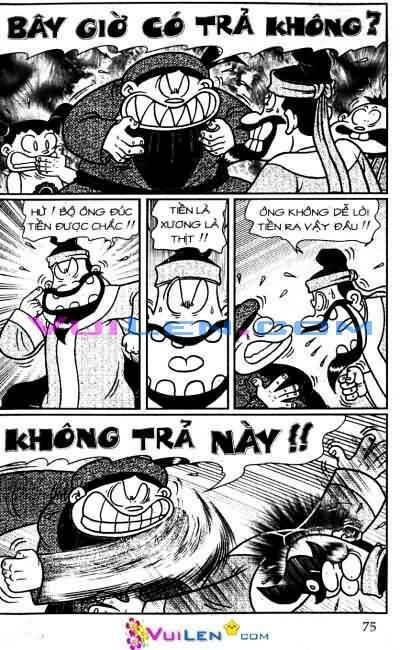 BÂY GIỜ CÓ TRẢ KHÔNG?
HỪ! BỘ ÔNG ĐÚC
TIỀN ĐƯỢC CHẮC!!
TIỀN LÀ
XƯƠNG LÀ
THỊT!!
ÔNG KHÔNG DỄ LÒI
TIỀN RA VẬY ĐÂU!!
VUILEN.COM
KHÔNG TRẢ NÀY!!
75
VUILEN.COM